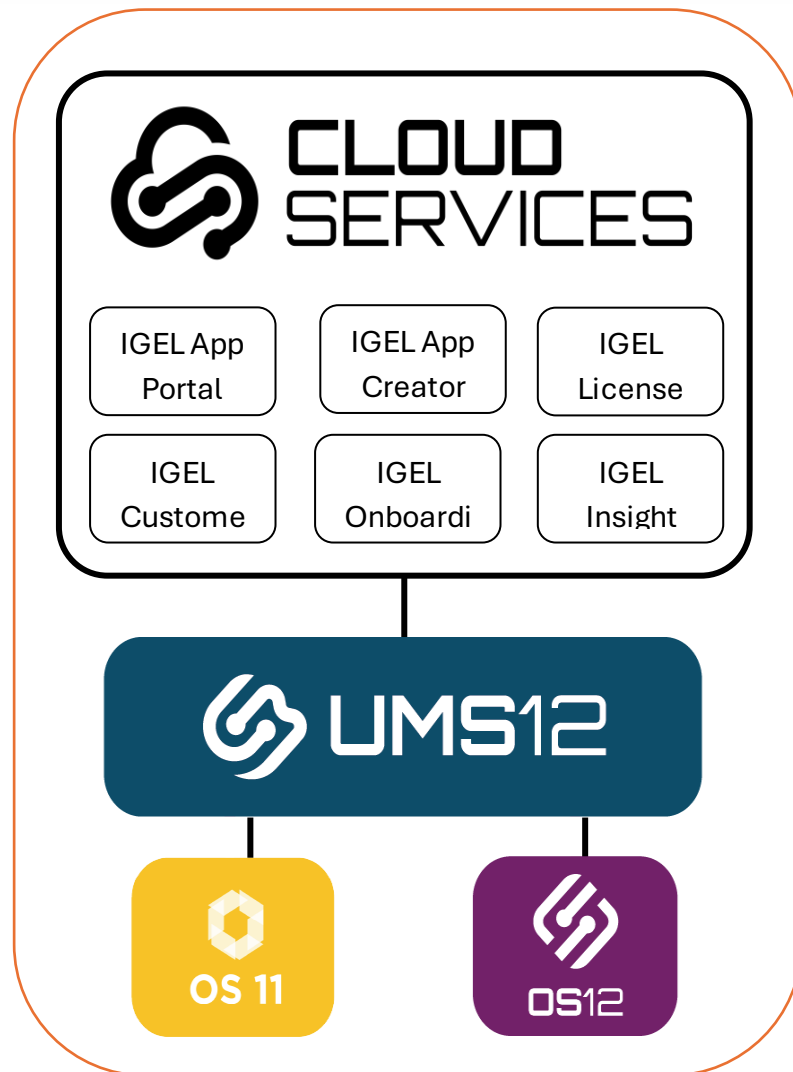 CLOUD
SERVICES
IGEL App
Portal
IGEL App
Creator
IGEL
License
IGEL
Custome
IGEL
Onboardi
IGEL
Insight
UMS12
OS 11
OS12